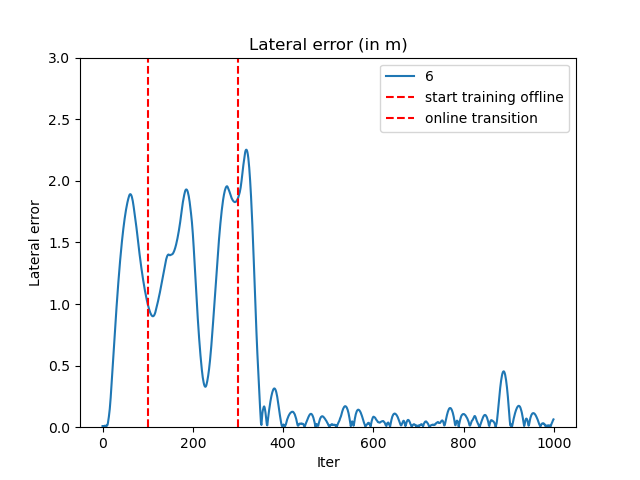 Lateral error (in m)
3.0
2.5
2.0
1.5
1.0
0.5
0.0
Lateral error
6
start training offline
online transition
0
200
400
600
800
1000
Iter